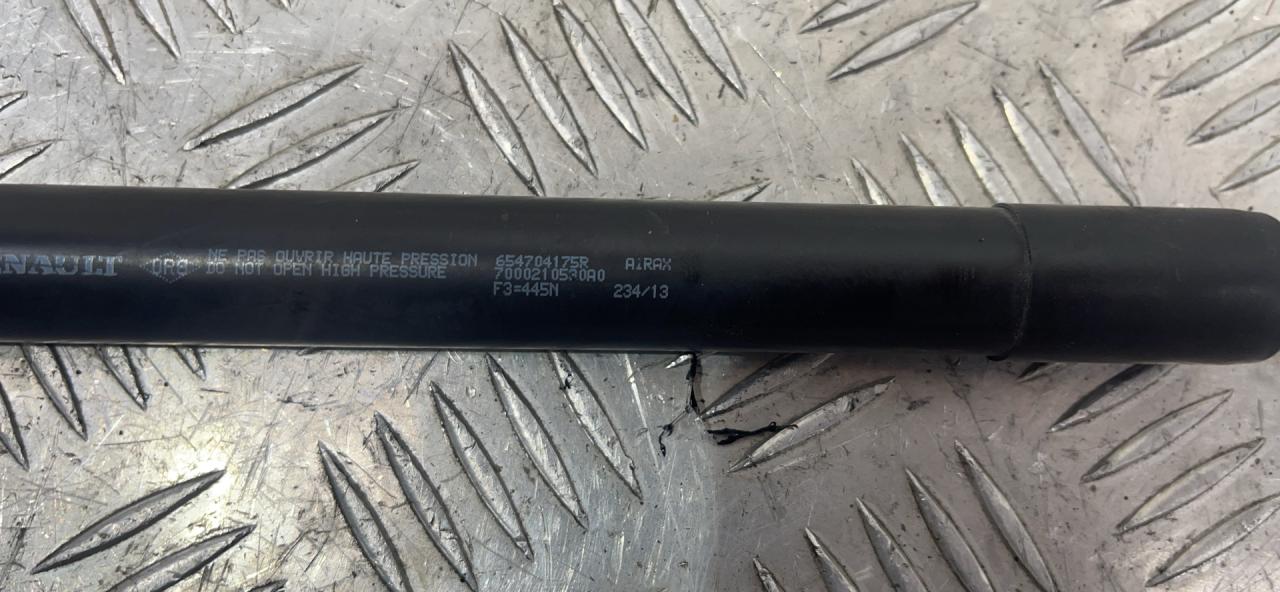 NAULT
NE PAS OUVRIR HAUTE PRESSION
DO NOT OPEN HIGH PRESSURE
654704175R AIRAX
F3=445N 234/13